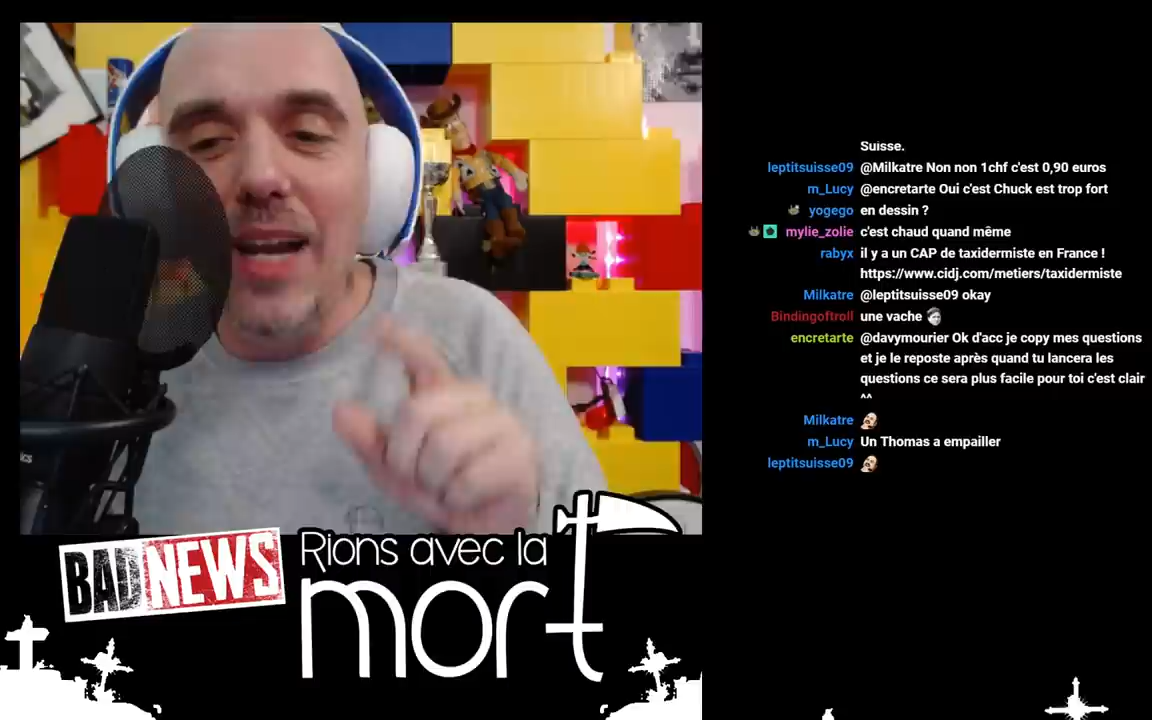 Suisse.
leptitsuisse09 @Milkatre Non non 1chf c'est 0,90 euros
m_Lucy @encretarte Oui c'est Chuck est trop fort
yogego en dessin ?
mylie_zolie c'est chaud quand même
rabyx il y a un CAP de taxidermiste en France !
https://www.cidj.com/metiers/taxidermiste
Milkatre @leptitsuisse09 okay
Bindingoftroll une vache
encretarte @davymourier Ok d'acc je copy mes questions
et je le reposte après quand tu lancera les
questions ce sera plus facile pour toi c'est clair
^^
Milkatre
m_Lucy Un Thomas a empailler
leptitsuisse09
BAD NEWS
Rions avec la
mort